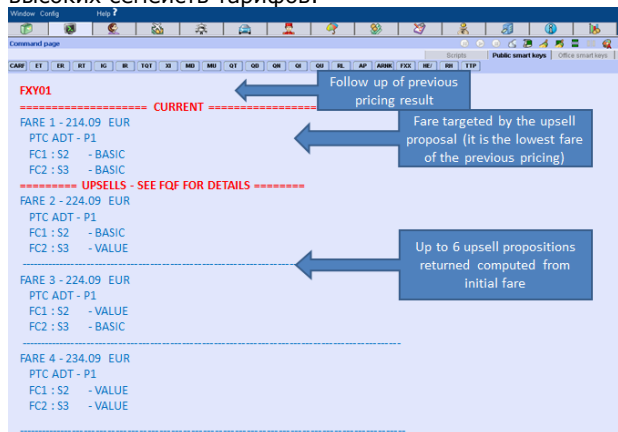 высоких семейств тарифов.
Window Config Help ?
Command page
Scripts Public smart keys Office smart keys
CARF ET ER RT IG IR TQT XI MD MU QT QD QN QI QU RL AP ARNK FXX HE/ RH TTP
FXY01
Follow up of previous
pricing result
==================== CURRENT =================
FARE 1 - 214.09 EUR
PTC ADT - P1
FC1 : S2 - BASIC
FC2 : S3 - BASIC
Fare targeted by the upsell
proposal (it is the lowest fare
of the previous pricing)
========= UPSELLS - SEE FQF FOR DETAILS ========
FARE 2 - 224.09 EUR
PTC ADT - P1
FC1 : S2 - BASIC
FC2 : S3 - VALUE
Up to 6 upsell propositions
returned computed from
initial fare
FARE 3 - 224.09 EUR
PTC ADT - P1
FC1 : S2 - VALUE
FC2 : S3 - BASIC
FARE 4 - 234.09 EUR
PTC ADT - P1
FC1 : S2 - VALUE
FC2 : S3 - VALUE